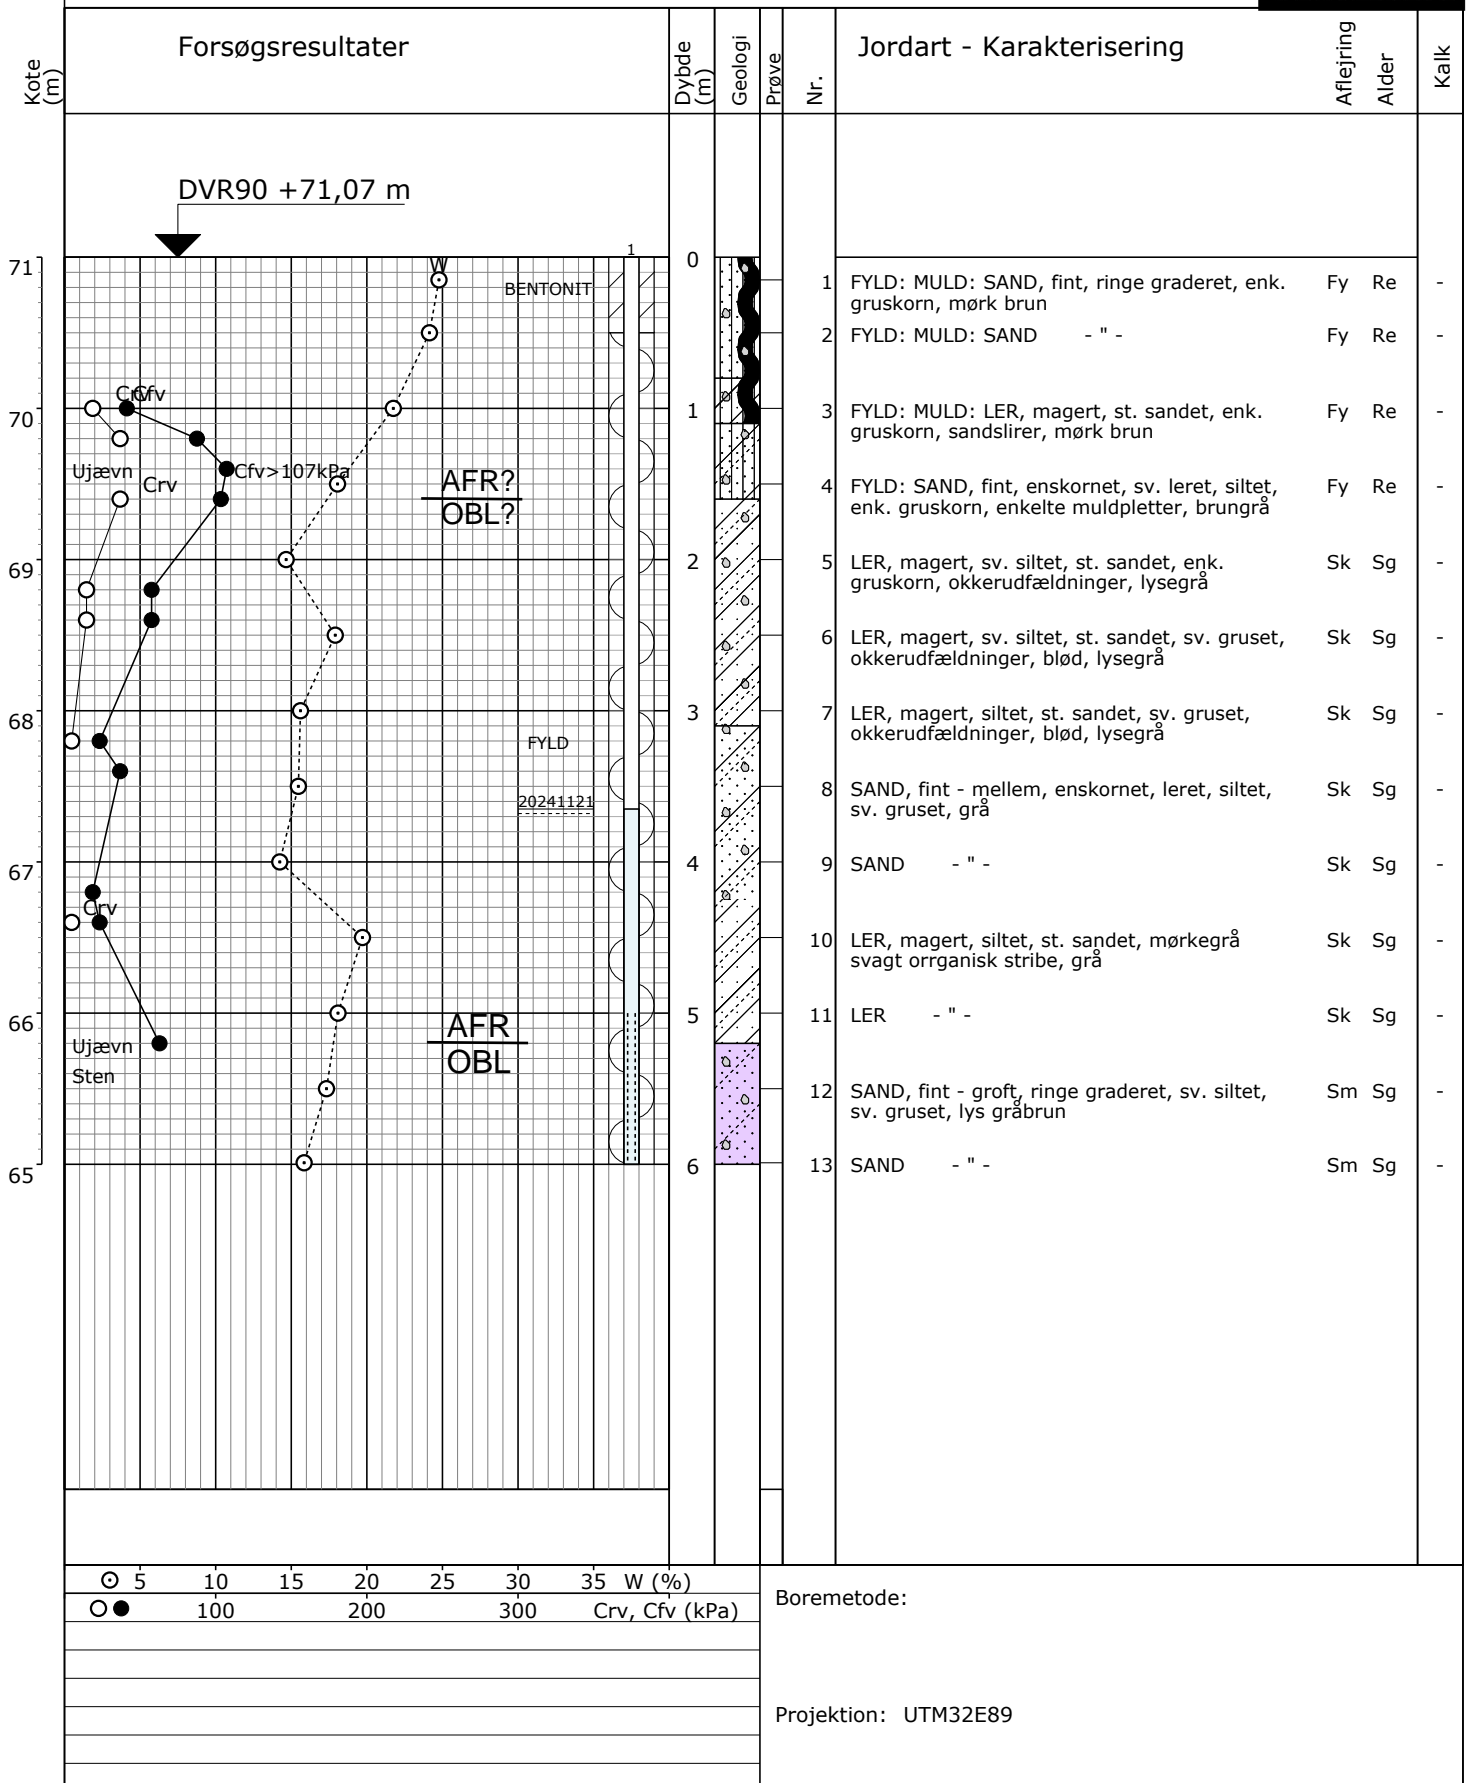 Forsøgsresultater
Jordart - Karakterisering
Kote
(m)
Dybde
(m)
Geologi
Prøve
Nr.
Aflejring
Alder
Kalk
DVR90 +71,07 m
1
71
W
0
BENTONIT
1 FYLD: MULD: SAND, fint, ringe graderet, enk. Fy Re -
gruskorn, mørk brun
2 FYLD: MULD: SAND - " - Fy Re -
Crv Cfv
70
1
3 FYLD: MULD: LER, magert, st. sandet, enk. Fy Re -
gruskorn, sandslirer, mørk brun
Ujævn
Crv
Cfv>107kPa
AFR?
OBL?
4 FYLD: SAND, fint, enskornet, sv. leret, siltet, Fy Re -
enk. gruskorn, enkelte muldpletter, brungrå
69
2
5 LER, magert, sv. siltet, st. sandet, enk. Sk Sg -
gruskorn, okkerudfældninger, lysegrå
6 LER, magert, sv. siltet, st. sandet, sv. gruset, Sk Sg -
okkerudfældninger, blød, lysegrå
68
3
7 LER, magert, siltet, st. sandet, sv. gruset, Sk Sg -
okkerudfældninger, blød, lysegrå
FYLD
20241121
8 SAND, fint - mellem, enskornet, leret, siltet, Sk Sg -
sv. gruset, grå
67
4
9 SAND - " - Sk Sg -
Crv
10 LER, magert, siltet, st. sandet, mørkegrå Sk Sg -
svagt orrganisk stribe, grå
66
5
11 LER - " - Sk Sg -
AFR
OBL
Ujævn
Sten
12 SAND, fint - groft, ringe graderet, sv. siltet, Sm Sg -
sv. gruset, lys gråbrun
65
6
13 SAND - " - Sm Sg -
5 10 15 20 25 30 35 W (%)
100 200 300 Crv, Cfv (kPa)
Boremetode:
Projektion: UTM32E89